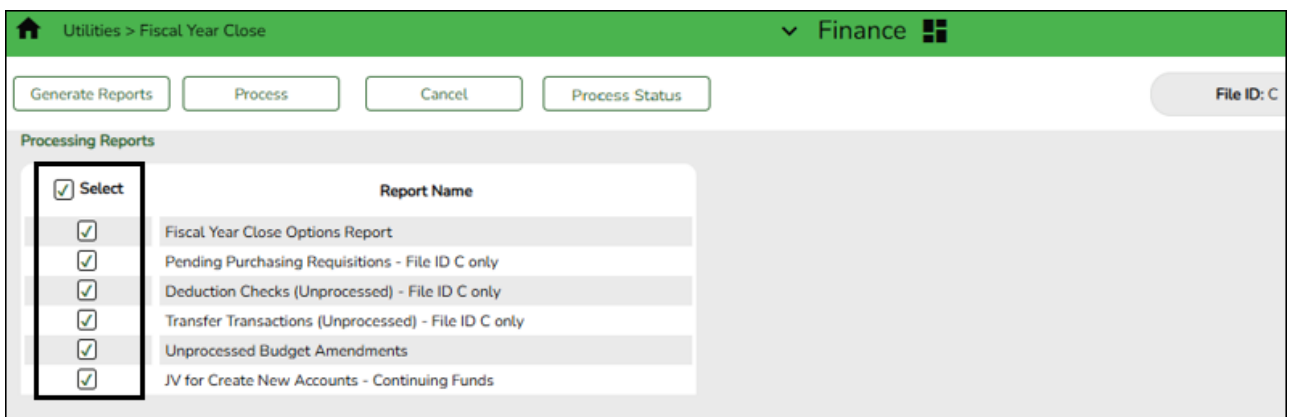 Utilities > Fiscal Year Close
Finance
Generate Reports Process Cancel Process Status File ID: C
Processing Reports
Select Report Name
Fiscal Year Close Options Report
Pending Purchasing Requisitions - File ID C only
Deduction Checks (Unprocessed) - File ID C only
Transfer Transactions (Unprocessed) - File ID C only
Unprocessed Budget Amendments
JV for Create New Accounts - Continuing Funds